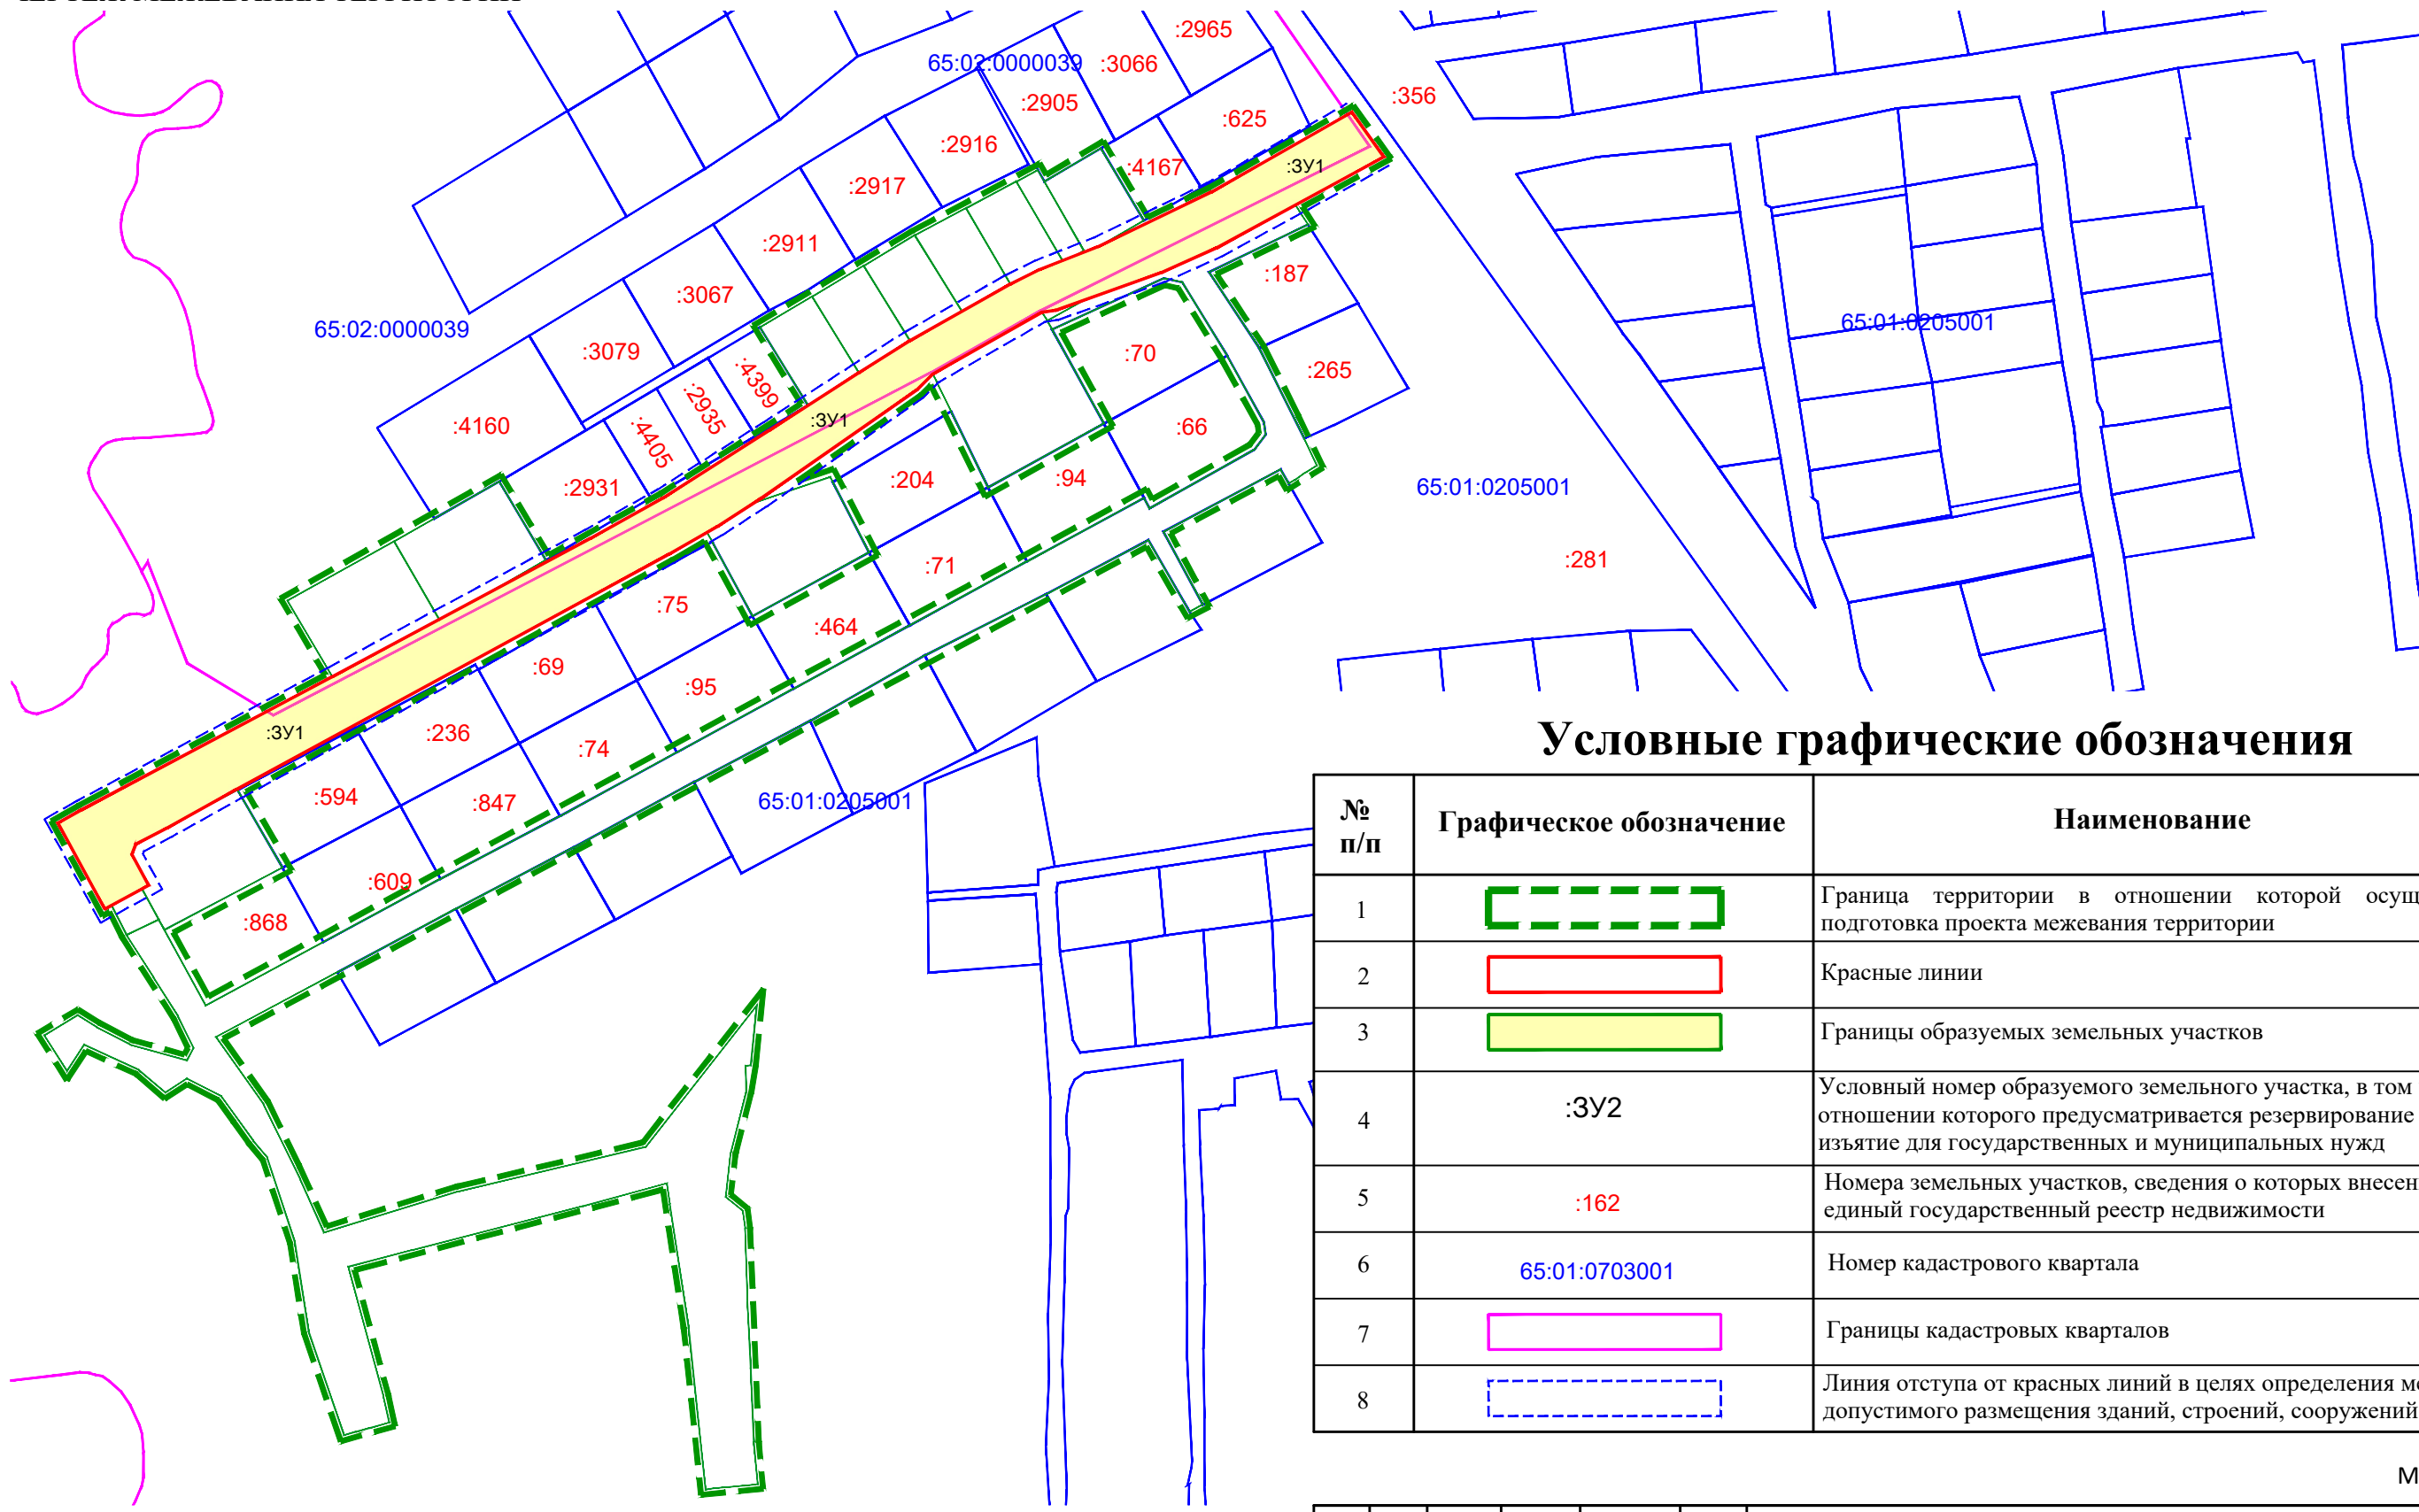 :2965
65:02:0000039
:3066
:356
:2905
:625
:2916
:4167
:ЗУ1
:2917
:2911
:187
:3067
65:02:0000039
65:01:0205001
:3079
:70
:265
:4399
:2935
:4160
:ЗУ1
:66
:4405
:204
:94
:2931
65:01:0205001
:71
:281
:75
:464
:69
:95
:ЗУ1
:236
:74
:594
:847
65:01:0205001
:609
:868
Условные графические обозначения
№ п/п
Графическое обозначение
Наименование
1
Граница территории в отношении которой
подготовка проекта межевания территории
2
Красные линии
3
Границы образуемых земельных участков
4
:ЗУ2
Условный номер образуемого земельного участка, в том
отношении которого предусматривается резервирование
изъятие для государственных и муниципальных нужд
5
:162
Номера земельных участков, сведения о которых
единый государственный реестр недвижимости
6
65:01:0703001
Номер кадастрового квартала
7
Границы кадастровых кварталов
8
Линия отступа от красных линий в целях определения
допустимого размещения зданий, строений, сооружений